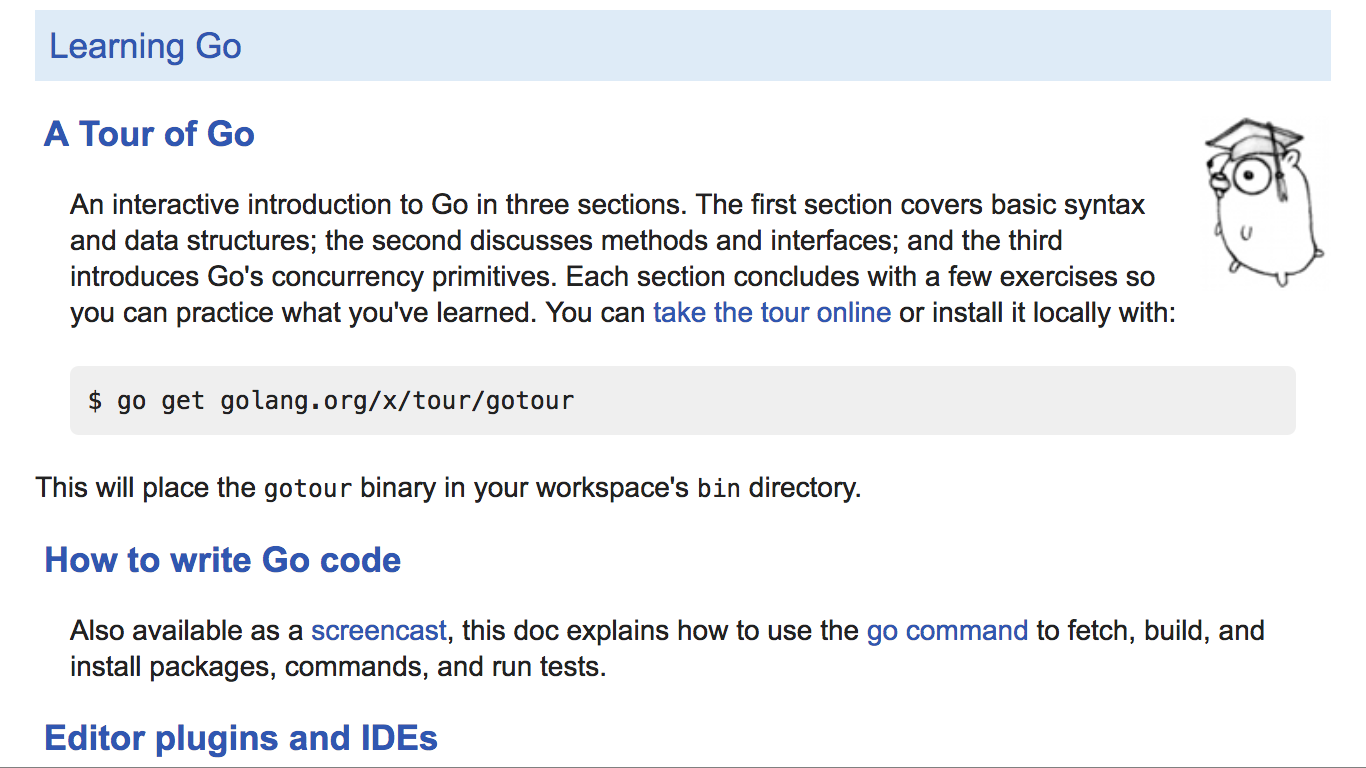 Learning Go
A Tour of Go
An interactive introduction to Go in three sections. The first section covers basic syntax
and data structures; the second discusses methods and interfaces; and the third
introduces Go's concurrency primitives. Each section concludes with a few exercises so
you can practice what you've learned. You can take the tour online or install it locally with:
$ go get golang.org/x/tour/gotour
This will place the gotour binary in your workspace's bin directory.
How to write Go code
Also available as a screencast, this doc explains how to use the go command to fetch, build, and
install packages, commands, and run tests.
Editor plugins and IDEs